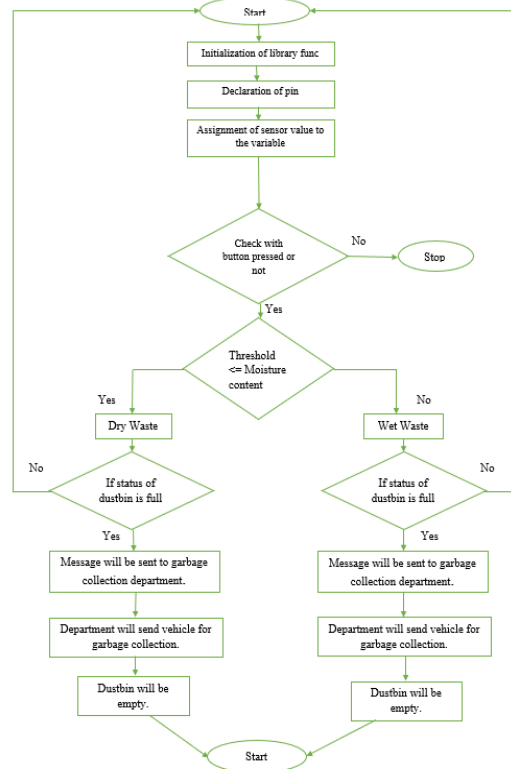 Start
Initialization of library func
Declaration of pin
Assignment of sensor value to
the variable
Check with
button pressed or
not
No
Stop
Yes
Threshold
<= Moisture
content
Yes
No
Dry Waste
Wet Waste
No
If status of
dustbin is full
If status of
dustbin is full
No
Yes
Yes
Message will be sent to garbage
collection department.
Message will be sent to garbage
collection department.
Department will send vehicle for
garbage collection.
Department will send vehicle for
garbage collection.
Dustbin will be
empty.
Dustbin will be
empty.
Start